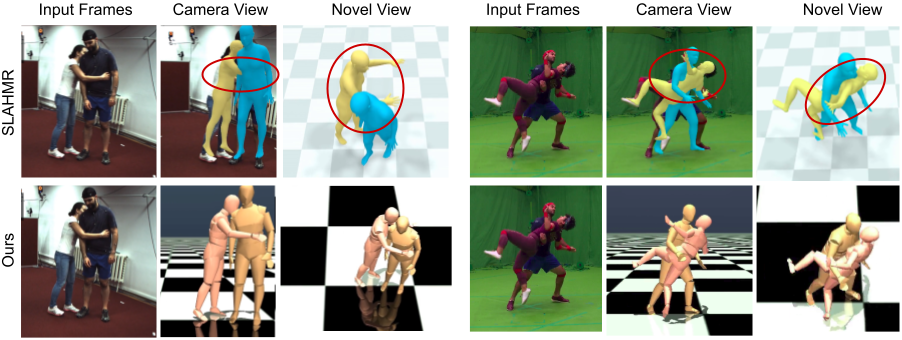 Input Frames Camera View Novel View Input Frames Camera View Novel View
SLAHMR
Ours